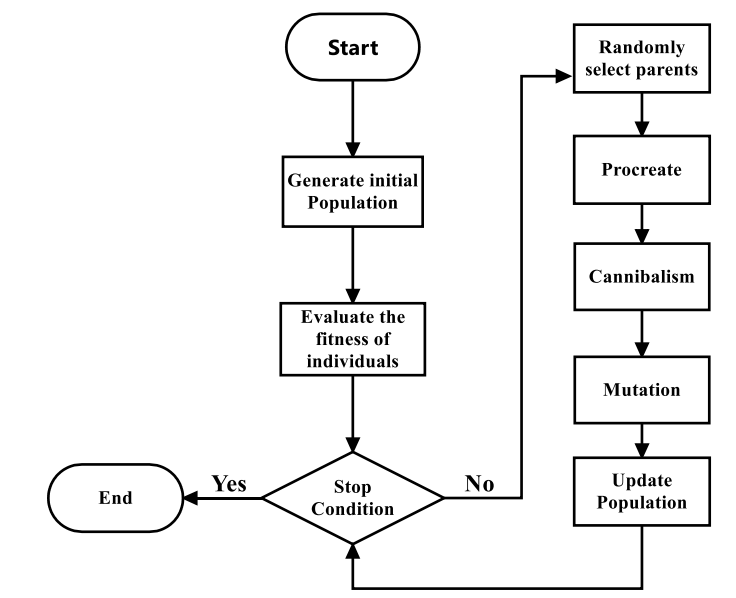 Start
Generate initial
Population
Evaluate the
fitness of
individuals
Stop
Condition
Yes
End
No
Randomly
select parents
Procreate
Cannibalism
Mutation
Update
Population